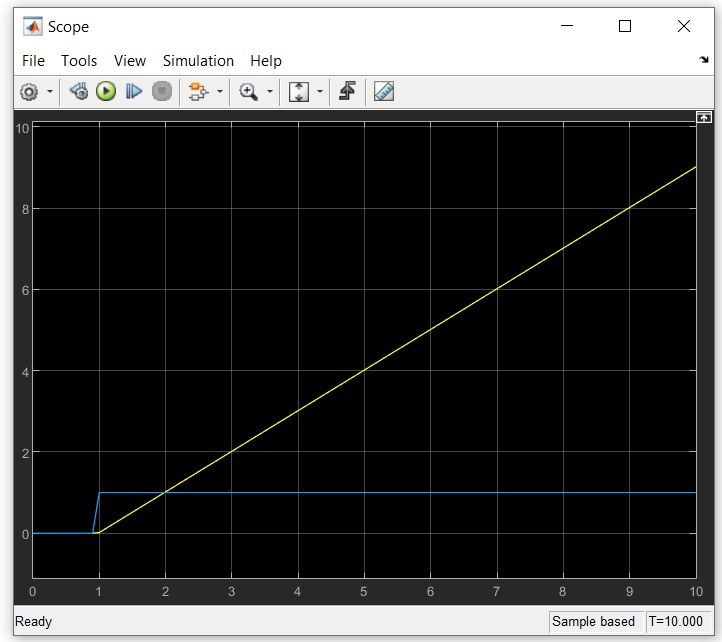 Scope
File Tools View Simulation Help
10
8
6
4
2
0
0 1 2 3 4 5 6 7 8 9 10
Ready Sample based T=10.000